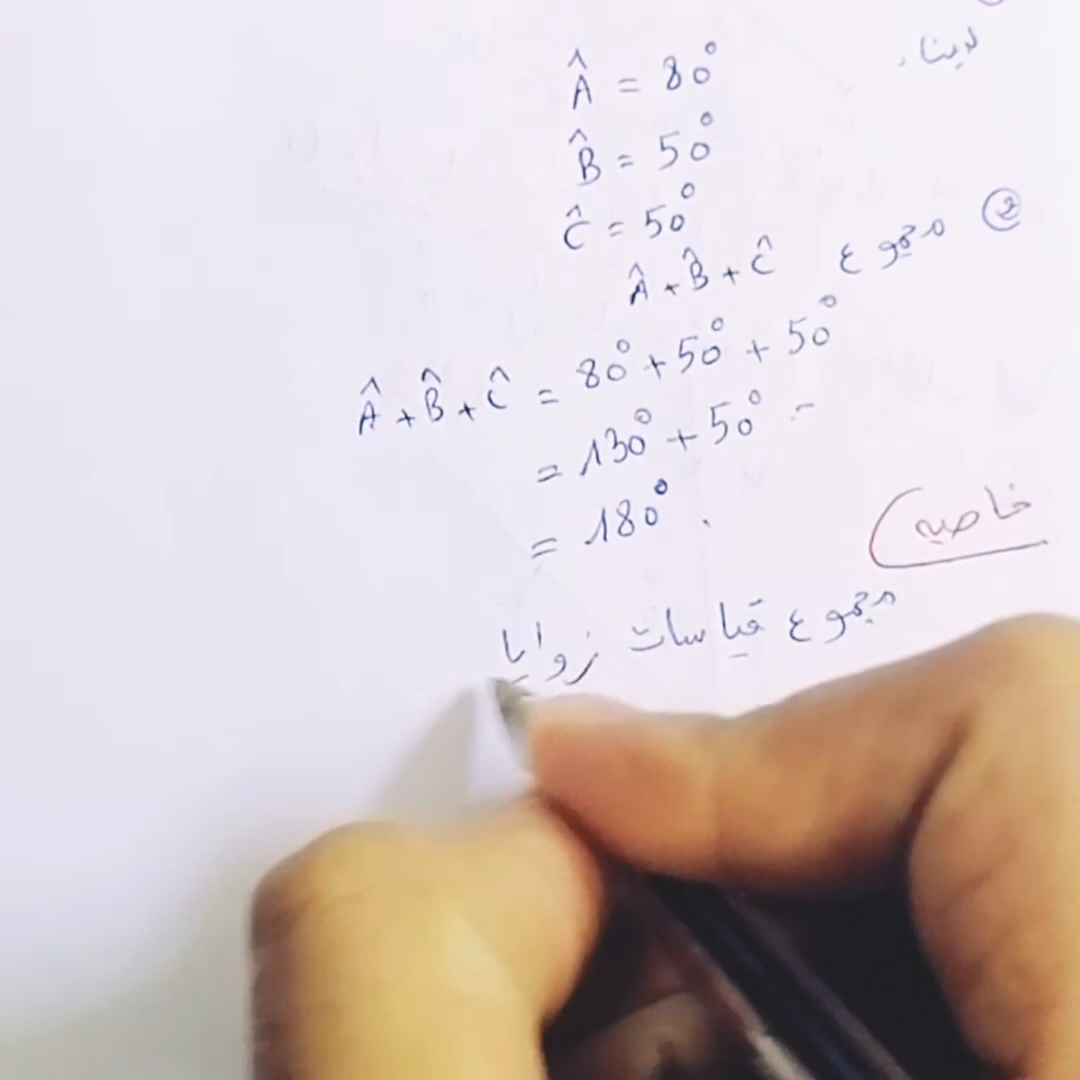 لدينا.
Â = 80°
B̂ = 50°
Ĉ = 50°
② مجموع Â + B̂ + Ĉ
Â + B̂ + Ĉ = 80° + 50° + 50°
= 130° + 50°
= 180° .
خاصية
مجموع قياسات زوايا